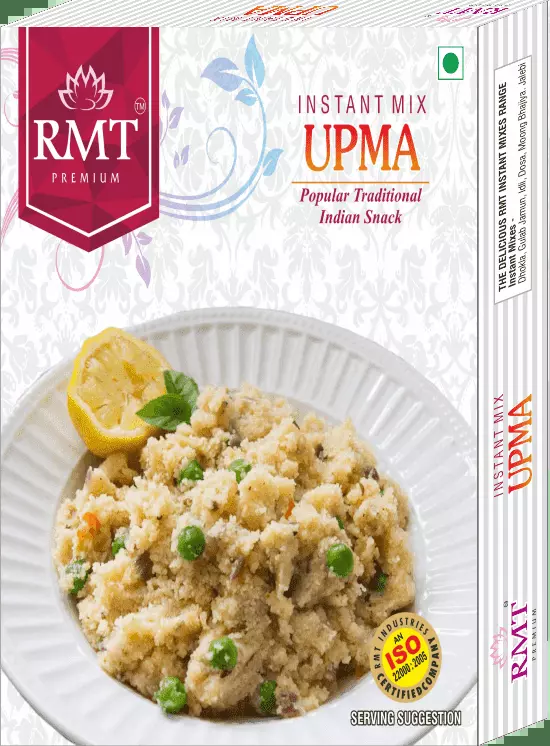 RMT
TM
PREMIUM
INSTANT MIX
UPMA
Popular Traditional
Indian Snack
RMT INDUSTRIES
AN
ISO
22000 : 2005
CERTIFIED COMPANY
SERVING SUGGESTION
UPMA
THE DELICIOUS RMT INSTANT MIXES RANGE
Instant Mixes -
Dhokla, Gulab Jamun, Idli, Dosa, Moong Bhajiya, Jalebi
INSTANT MIX
UPMA
RMT
PREMIUM